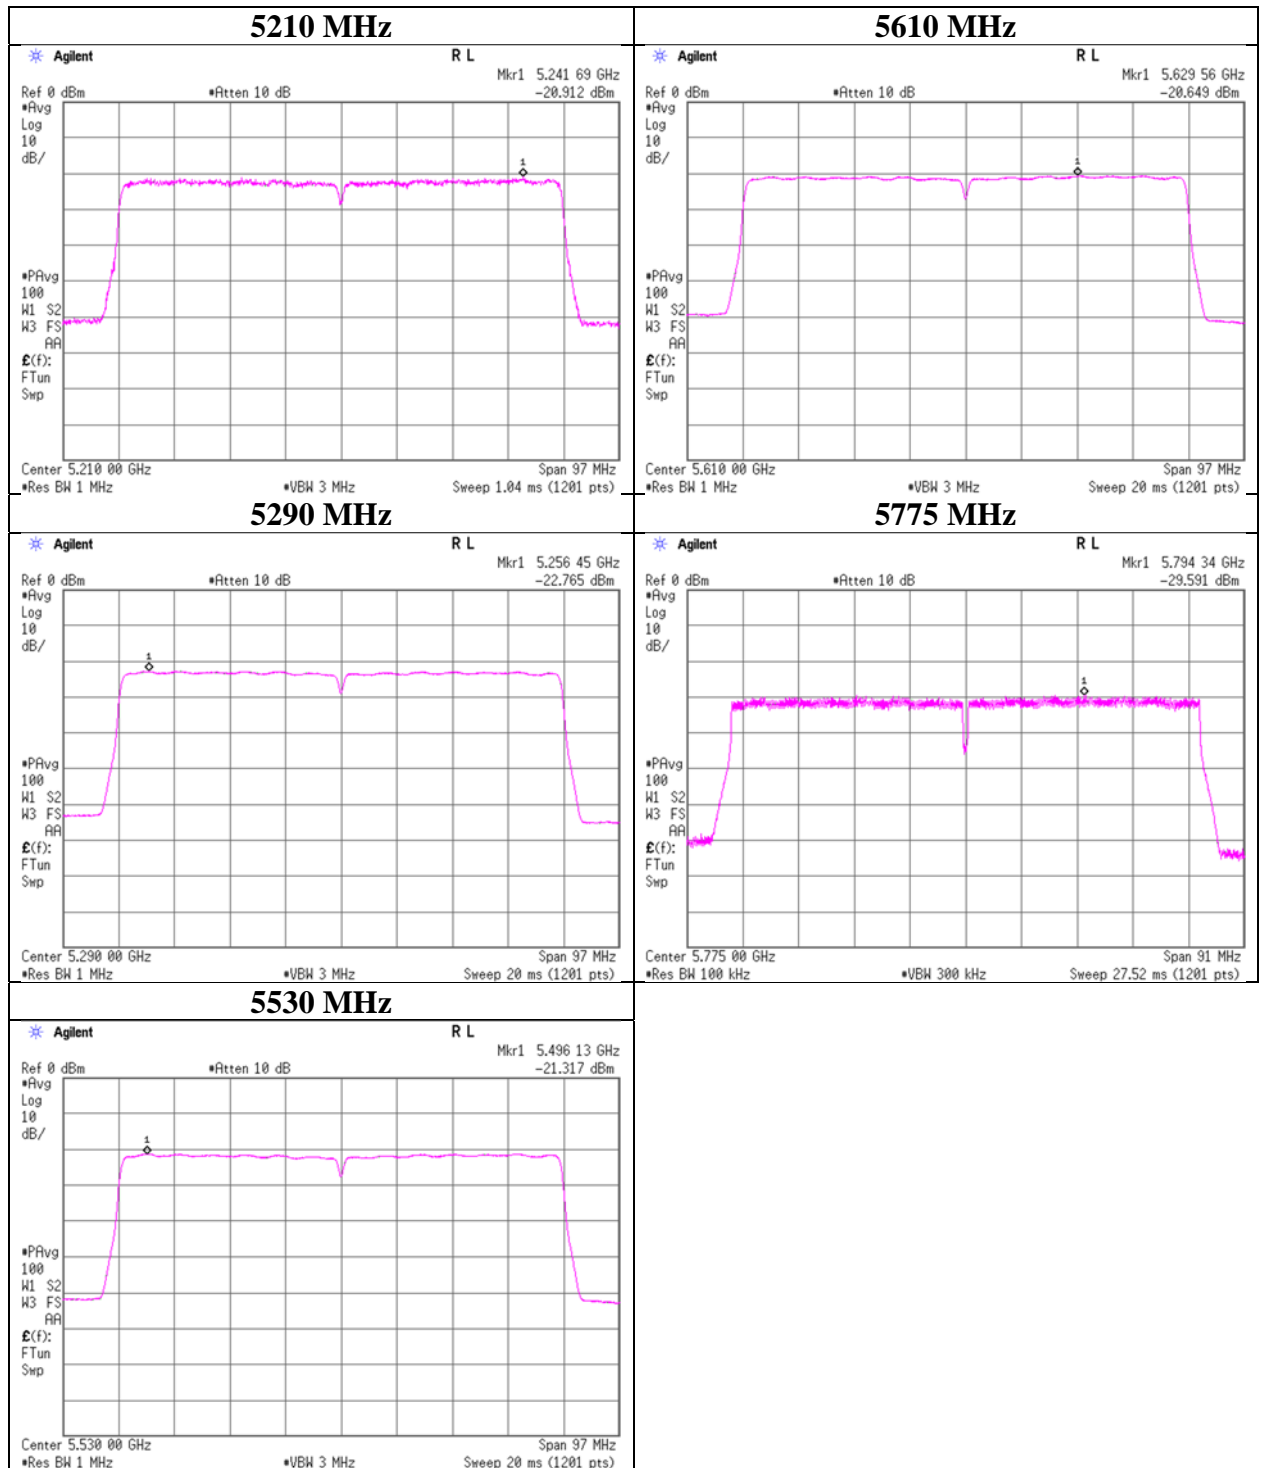 5210 MHz
Agilent R L
Mkr1 5.241 69 GHz
Ref 0 dBm *Atten 10 dB -20.912 dBm
*Avg
Log
10
dB/
1
*PAvg
100
W1 S2
W3 FS
AA
£(f):
FTun
Swp
Center 5.210 00 GHz Span 97 MHz
*Res BW 1 MHz *VBW 3 MHz Sweep 1.04 ms (1201 pts)
5610 MHz
Agilent R L
Mkr1 5.629 56 GHz
Ref 0 dBm *Atten 10 dB -20.649 dBm
*Avg
Log
10
dB/
1
*PAvg
100
W1 S2
W3 FS
AA
£(f):
FTun
Swp
Center 5.610 00 GHz Span 97 MHz
*Res BW 1 MHz *VBW 3 MHz Sweep 20 ms (1201 pts)
5290 MHz
Agilent R L
Mkr1 5.256 45 GHz
Ref 0 dBm *Atten 10 dB -22.765 dBm
*Avg
Log
10
dB/
1
*PAvg
100
W1 S2
W3 FS
AA
£(f):
FTun
Swp
Center 5.290 00 GHz Span 97 MHz
*Res BW 1 MHz *VBW 3 MHz Sweep 20 ms (1201 pts)
5775 MHz
Agilent R L
Mkr1 5.794 34 GHz
Ref 0 dBm *Atten 10 dB -29.591 dBm
*Avg
Log
10
dB/
1
*PAvg
100
W1 S2
W3 FS
AA
£(f):
FTun
Swp
Center 5.775 00 GHz Span 91 MHz
*Res BW 100 kHz *VBW 300 kHz Sweep 27.52 ms (1201 pts)
5530 MHz
Agilent R L
Mkr1 5.496 13 GHz
Ref 0 dBm *Atten 10 dB -21.317 dBm
*Avg
Log
10
dB/
1
*PAvg
100
W1 S2
W3 FS
AA
£(f):
FTun
Swp
Center 5.530 00 GHz Span 97 MHz
*Res BW 1 MHz *VBW 3 MHz Sweep 20 ms (1201 pts)